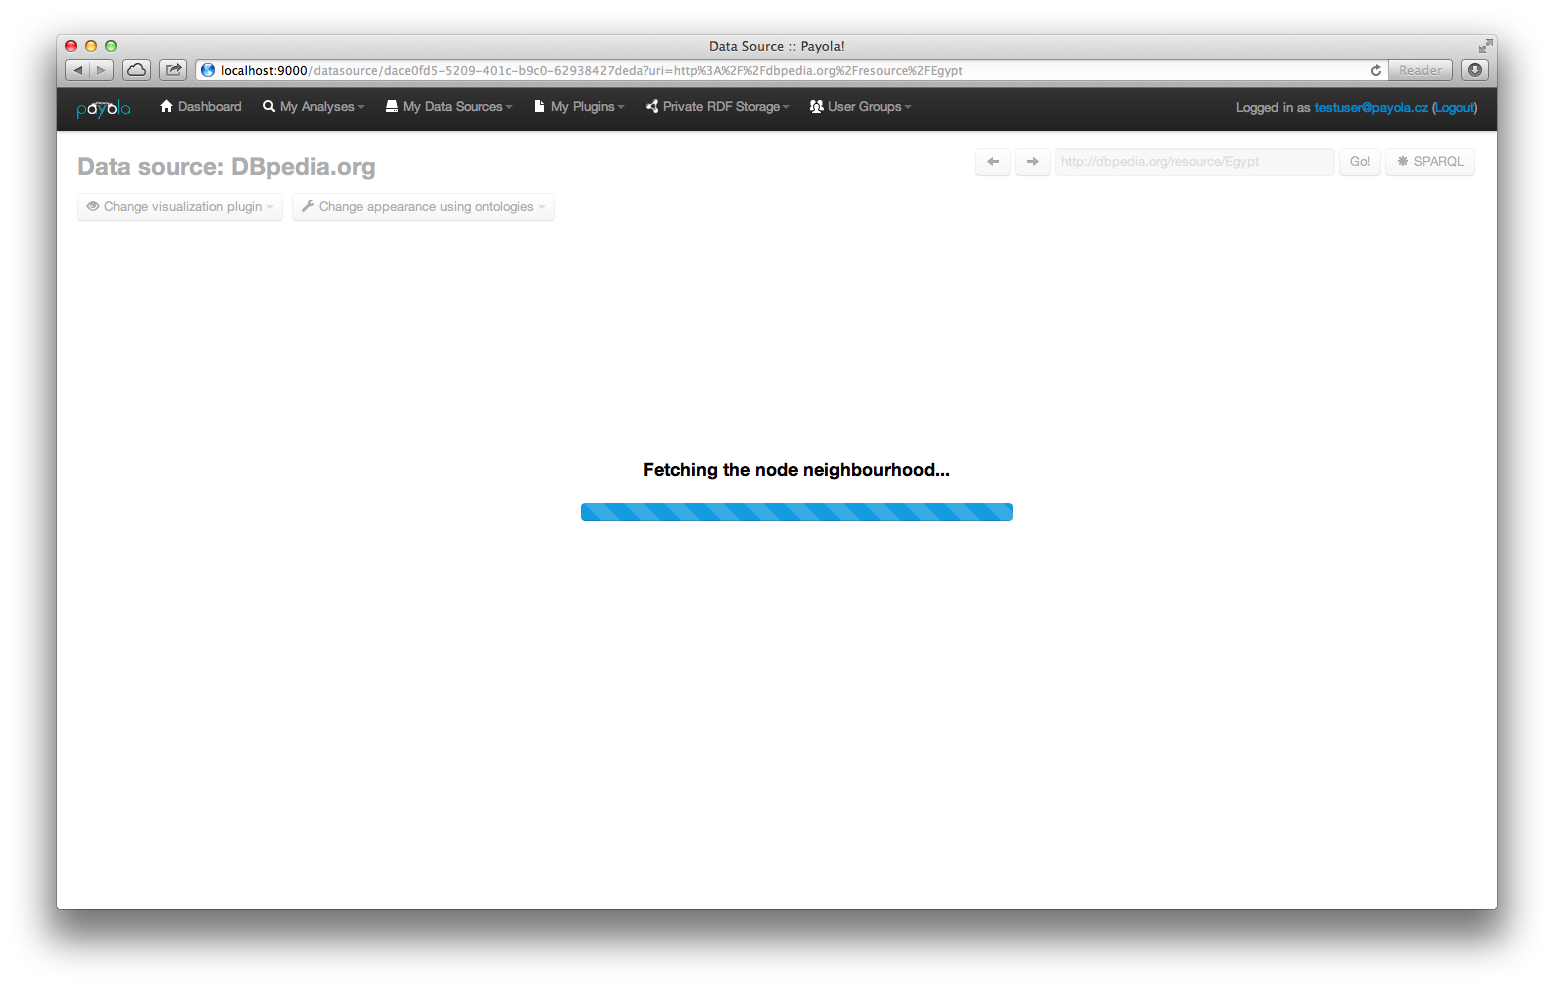 Data Source :: Payola!
localhost:9000/datasource/dace0fd5-5209-401c-b9c0-62938427deda?uri=http%3A%2F%2Fdbpedia.org%2Fresource%2FEgypt Reader
payola Dashboard My Analyses My Data Sources My Plugins Private RDF Storage User Groups Logged in as testuser@payola.cz (Logout)
Data source: DBpedia.org http://dbpedia.org/resource/Egypt Go! SPARQL
Change visualization plugin Change appearance using ontologies
Fetching the node neighbourhood...